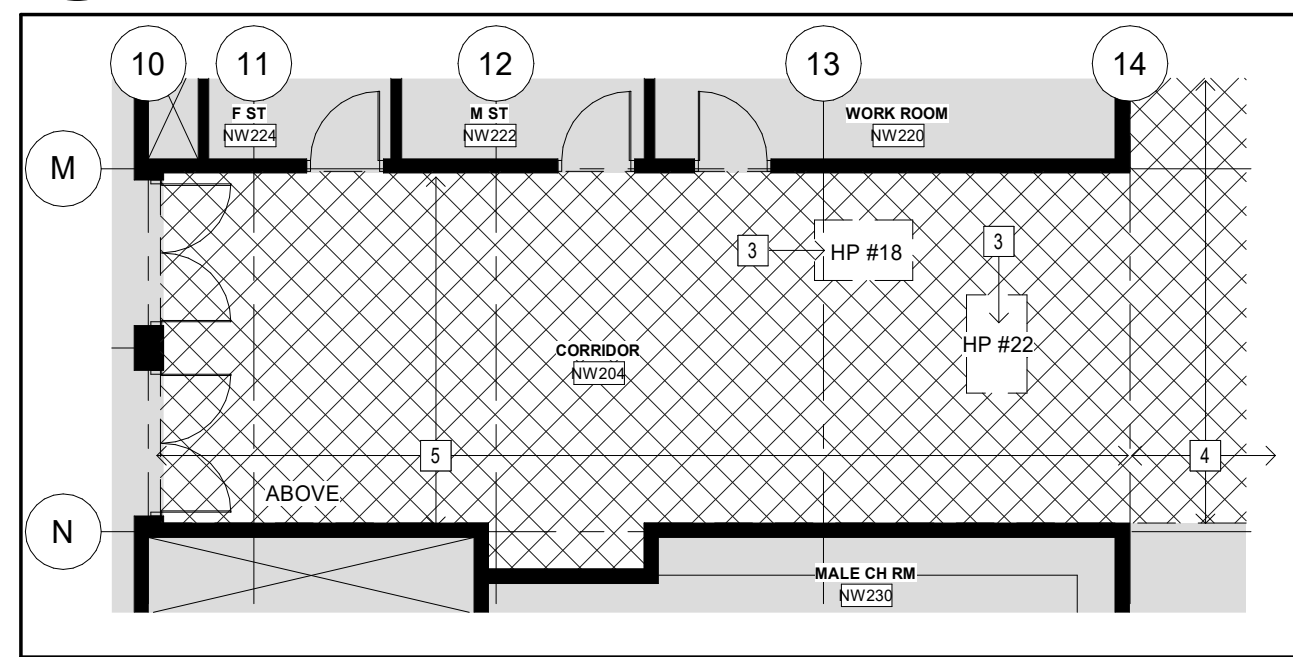 10
11
12
13
14
F ST
NW224
M ST
NW222
WORK ROOM
NW220
M
3
HP #18
3
HP #22
CORRIDOR
NW204
5
4
ABOVE
N
MALE CH RM
NW230